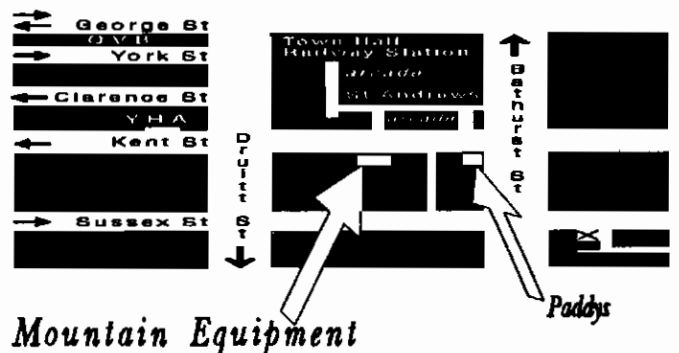 George St
QVB
York St
Clarence St
YHA
Kent St
Sussex St
Druitt St
Town Hall
Railway Station
arcade
St Andrews
arcade
Bathurst St
Mountain Equipment
Paddys